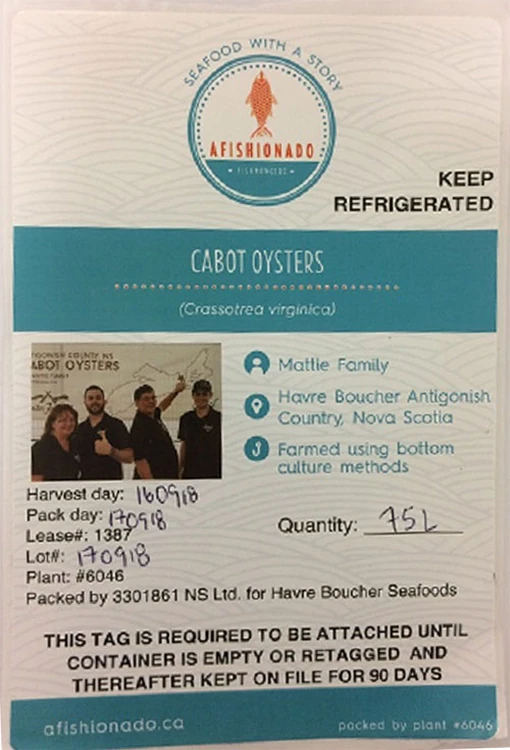 SEAFOOD WITH A STORY
AFISHIONADO
• FISHMONGERS •
KEEP
REFRIGERATED
CABOT OYSTERS
(Crassotrea virginica)
TIGONISH COUNTY, NS
ABOT OYSTERS
Mattie Family
Havre Boucher Antigonish
Country, Nova Scotia
Farmed using bottom
culture methods
Harvest day: 160918
Pack day: 170918
Lease#: 1387
Lot#: 170918
Plant: #6046
Quantity: 75L
Packed by 3301861 NS Ltd. for Havre Boucher Seafoods
THIS TAG IS REQUIRED TO BE ATTACHED UNTIL
CONTAINER IS EMPTY OR RETAGGED AND
THEREAFTER KEPT ON FILE FOR 90 DAYS
afishionado.ca
packed by plant #6046